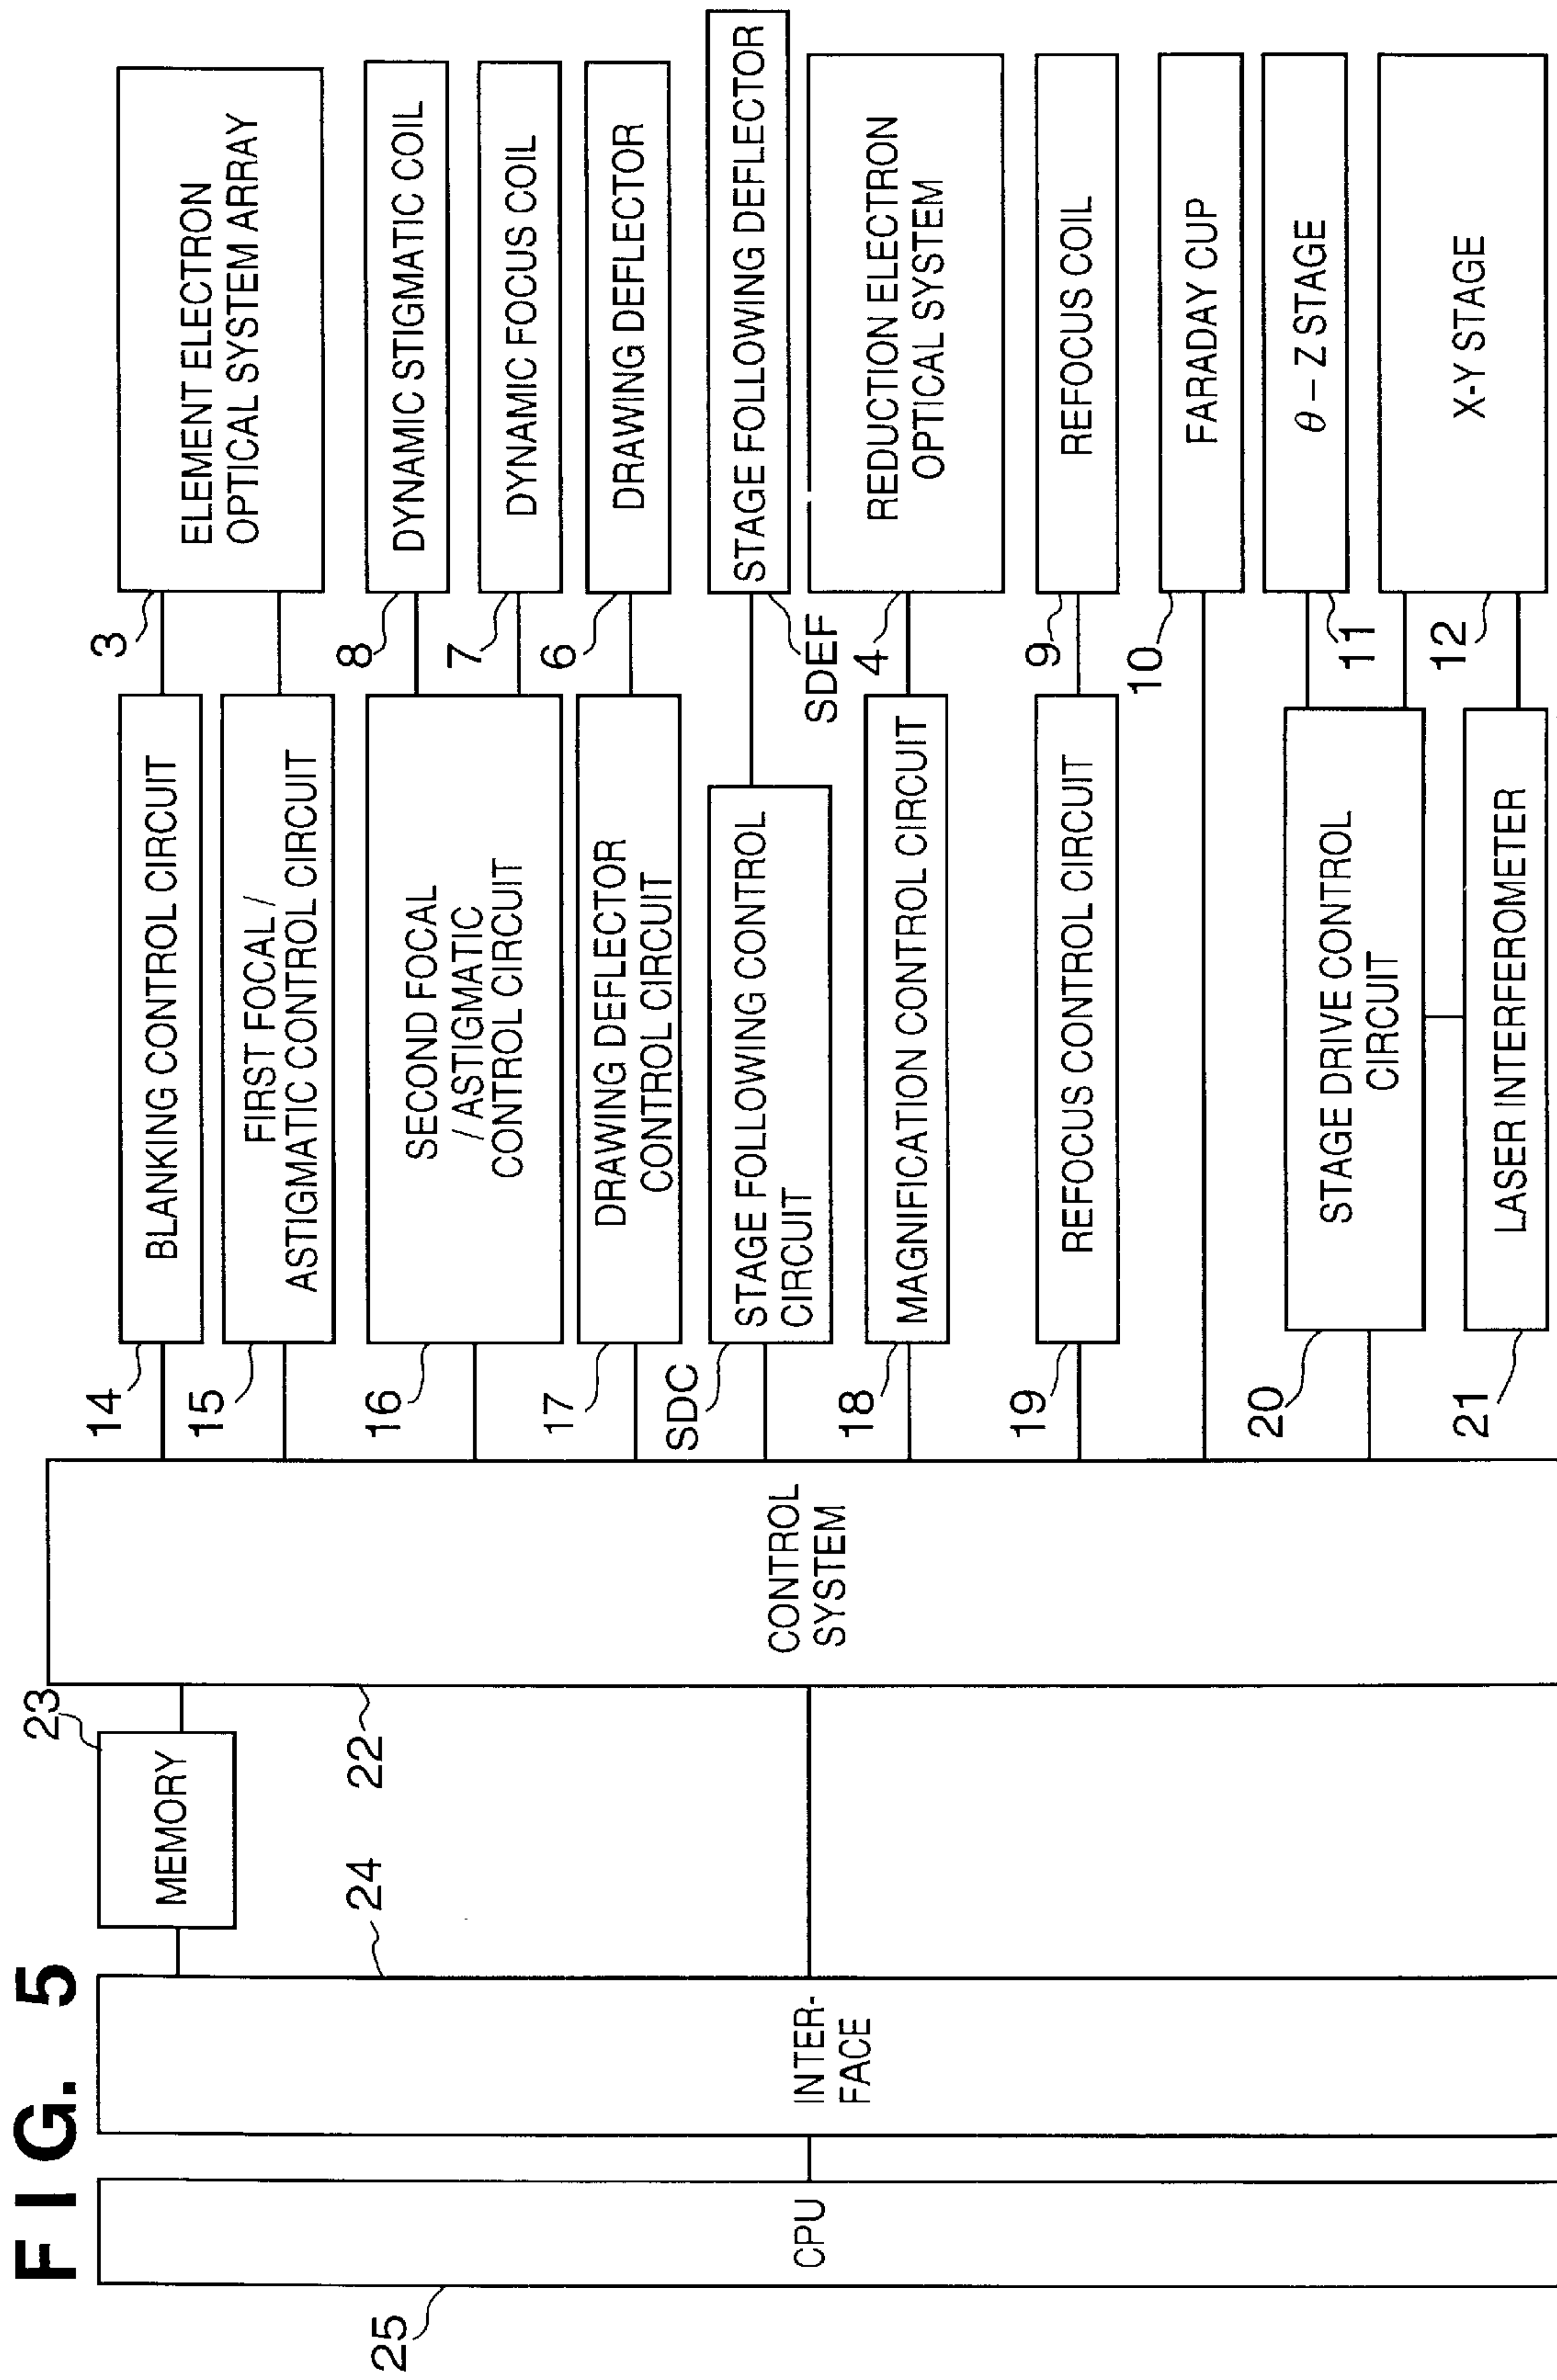 FIG. 5
25
CPU
INTER-
FACE
24
23
MEMORY
22
CONTROL
SYSTEM
14
BLANKING CONTROL CIRCUIT
15
FIRST FOCAL /
ASTIGMATIC CONTROL CIRCUIT
16
SECOND FOCAL
/ ASTIGMATIC
CONTROL CIRCUIT
17
DRAWING DEFLECTOR
CONTROL CIRCUIT
SDC
STAGE FOLLOWING CONTROL
CIRCUIT
18
MAGNIFICATION CONTROL CIRCUIT
19
REFOCUS CONTROL CIRCUIT
20
STAGE DRIVE CONTROL
CIRCUIT
21
LASER INTERFEROMETER
3
ELEMENT ELECTRON
OPTICAL SYSTEM ARRAY
8
DYNAMIC STIGMATIC COIL
7
DYNAMIC FOCUS COIL
6
DRAWING DEFLECTOR
SDEF
STAGE FOLLOWING DEFLECTOR
4
REDUCTION ELECTRON
OPTICAL SYSTEM
9
REFOCUS COIL
10
FARADAY CUP
11
θ – Z STAGE
12
X-Y STAGE